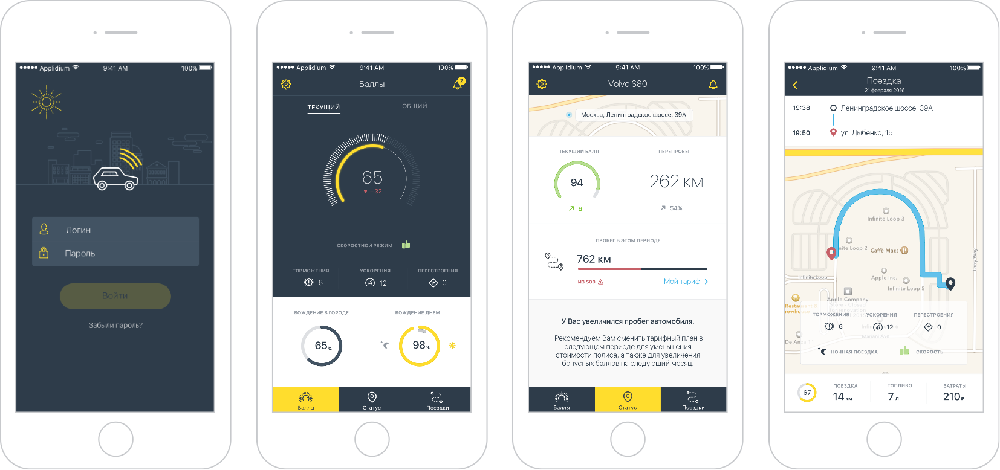 Applidium
9:41 AM
100%
Логин
Пароль
Войти
Забыли пароль?
Applidium
9:41 AM
100%
Баллы
2
ТЕКУЩИЙ
ОБЩИЙ
65
– 32
СКОРОСТНОЙ РЕЖИМ
ТОРМОЖЕНИЯ
УСКОРЕНИЯ
ПЕРЕСТРОЕНИЯ
6
12
0
ВОЖДЕНИЕ В ГОРОДЕ
ВОЖДЕНИЕ ДНЕМ
65%
98%
Баллы
Статус
Поездки
Applidium
9:41 AM
100%
Volvo S80
Москва, Ленинградское шоссе, 39А
ТЕКУЩИЙ БАЛЛ
ПЕРЕПРОБЕГ
94
262 КМ
6
54%
ПРОБЕГ В ЭТОМ ПЕРИОДЕ
762 КМ
ИЗ 500
Мой тариф
У Вас увеличился пробег автомобиля.
Рекомендуем Вам сменить тарифный план в
следующем периоде для уменьшения
стоимости полиса, а также для увеличения
бонусных баллов на следующий месяц.
Баллы
Статус
Поездки
Applidium
9:41 AM
100%
Поездка
21 февраля 2016
19:38
Ленинградское шоссе, 39А
19:50
ул. Дыбенко, 15
Infinite Loop 3
nite Loop 2
Caffè Macs
Larry Way
Infinite Loop
Apple Inc.
Infinite Loop 5
Apple Company
Store - Closed
for renovation
Restaurant &
rewhouse
2015
ТОРМОЖЕНИЯ
УСКОРЕНИЯ
ПЕРЕСТРОЕНИЯ
6
12
0
Mariani Ave
De Anza 11
НОЧНАЯ ПОЕЗДКА
СКОРОСТЬ
67
ПОЕЗДКА
ТОПЛИВО
ЗАТРАТЫ
14 КМ
7 Л
210 ₽